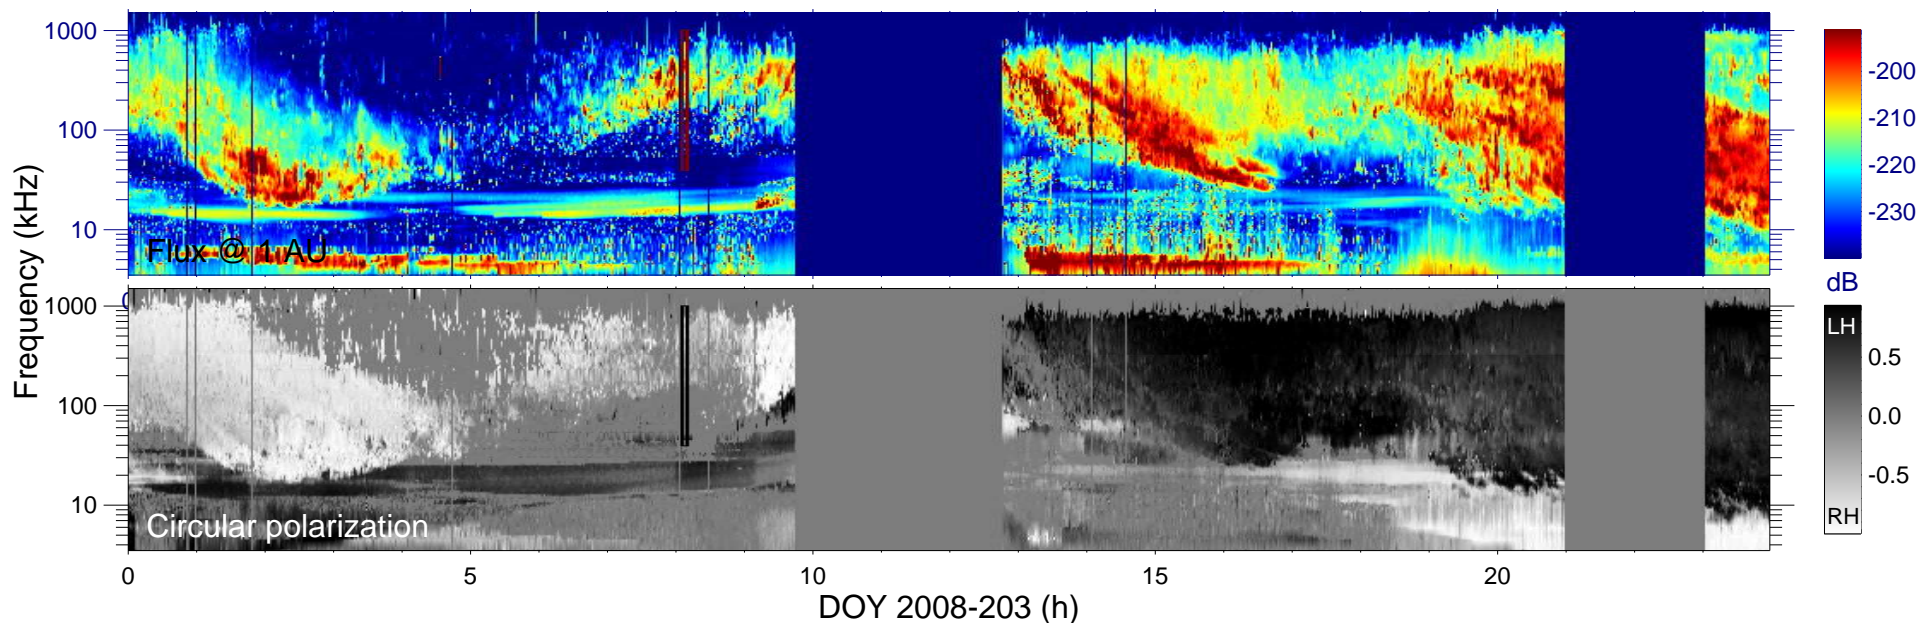 1000
100
10
Flux @ 1 AU
-200
-210
-220
-230
dB
Frequency (kHz)
0
1000
100
10
Circular polarization
LH
0.5
0.0
-0.5
RH
0
5
10
15
20
DOY 2008-203 (h)